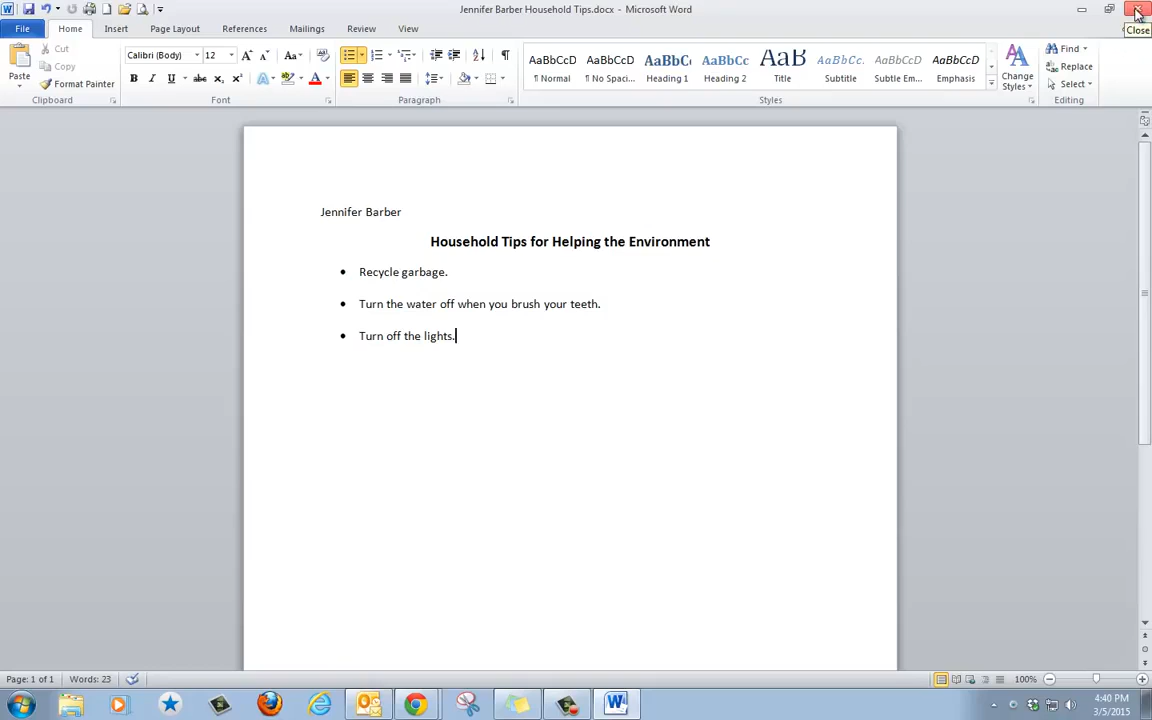 Jennifer Barber Household Tips.docx - Microsoft Word
Close
File Home Insert Page Layout References Mailings Review View
Paste
Cut
Copy
Format Painter
Clipboard
Calibri (Body) 12
Font
Paragraph
AaBbCcD AaBbCcD AaBbC AaBbCc AaB AaBbCc. AaBbCcD AaBbCcD
¶ Normal ¶ No Spaci... Heading 1 Heading 2 Title Subtitle Subtle Em... Emphasis
Styles
Change Styles
Find
Replace
Select
Editing
Jennifer Barber
Household Tips for Helping the Environment
• Recycle garbage.
• Turn the water off when you brush your teeth.
• Turn off the lights.
Page: 1 of 1 Words: 23
100%
4:40 PM
3/5/2015